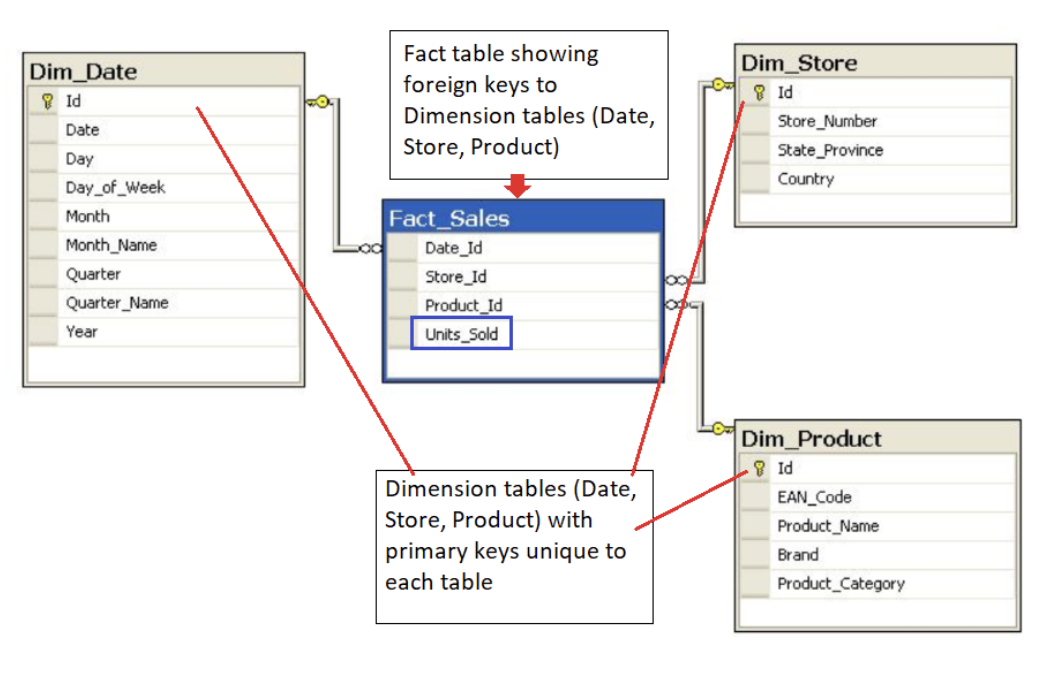 Fact table showing
foreign keys to
Dimension tables (Date,
Store, Product)
Dim_Date
Id
Date
Day
Day_of_Week
Month
Month_Name
Quarter
Quarter_Name
Year
Fact_Sales
Date_Id
Store_Id
Product_Id
Units_Sold
Dim_Store
Id
Store_Number
State_Province
Country
Dimension tables (Date,
Store, Product) with
primary keys unique to
each table
Dim_Product
Id
EAN_Code
Product_Name
Brand
Product_Category